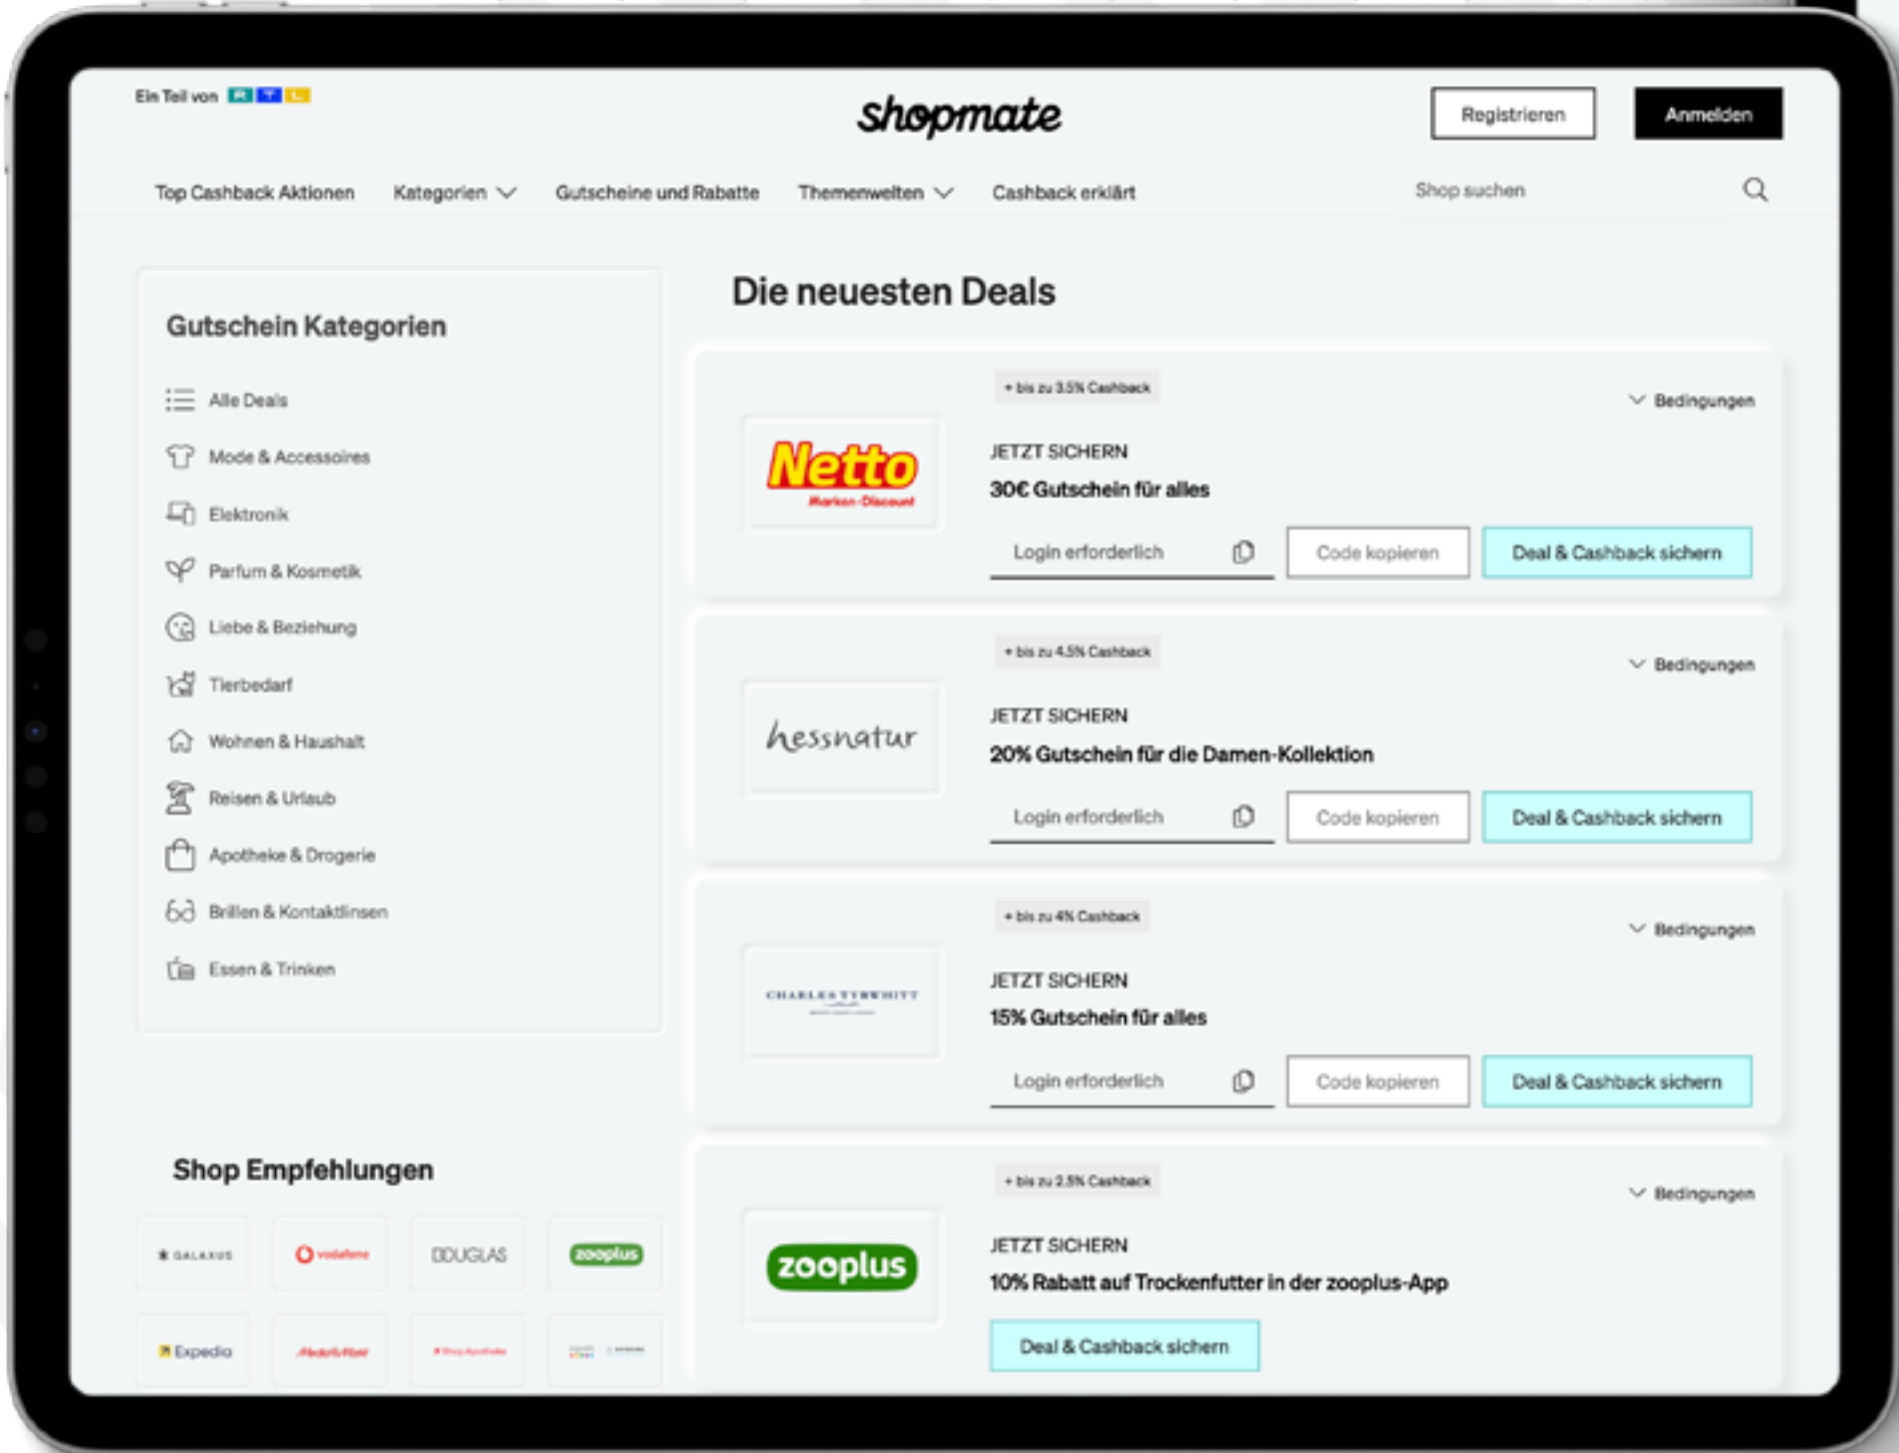 Ein Teil von RTL
shopmate
Registrieren
Anmelden
Top Cashback Aktionen
Kategorien
Gutscheine und Rabatte
Themenwelten
Cashback erklärt
Shop suchen
Gutschein Kategorien
Alle Deals
Mode & Accessoires
Elektronik
Parfum & Kosmetik
Liebe & Beziehung
Tierbedarf
Wohnen & Haushalt
Reisen & Urlaub
Apotheke & Drogerie
Brillen & Kontaktlinsen
Essen & Trinken
Shop Empfehlungen
GALAXUS
vodafone
DOUGLAS
zooplus
Expedia
MediaMarkt
Shop Apotheke
Die neuesten Deals
+ bis zu 3.5% Cashback
Bedingungen
Netto
Marken-Discount
JETZT SICHERN
30€ Gutschein für alles
Login erforderlich
Code kopieren
Deal & Cashback sichern
+ bis zu 4.5% Cashback
Bedingungen
hessnatur
JETZT SICHERN
20% Gutschein für die Damen-Kollektion
Login erforderlich
Code kopieren
Deal & Cashback sichern
+ bis zu 4% Cashback
Bedingungen
CHARLES TYRWHITT
JETZT SICHERN
15% Gutschein für alles
Login erforderlich
Code kopieren
Deal & Cashback sichern
+ bis zu 2.5% Cashback
Bedingungen
zooplus
JETZT SICHERN
10% Rabatt auf Trockenfutter in der zooplus-App
Deal & Cashback sichern